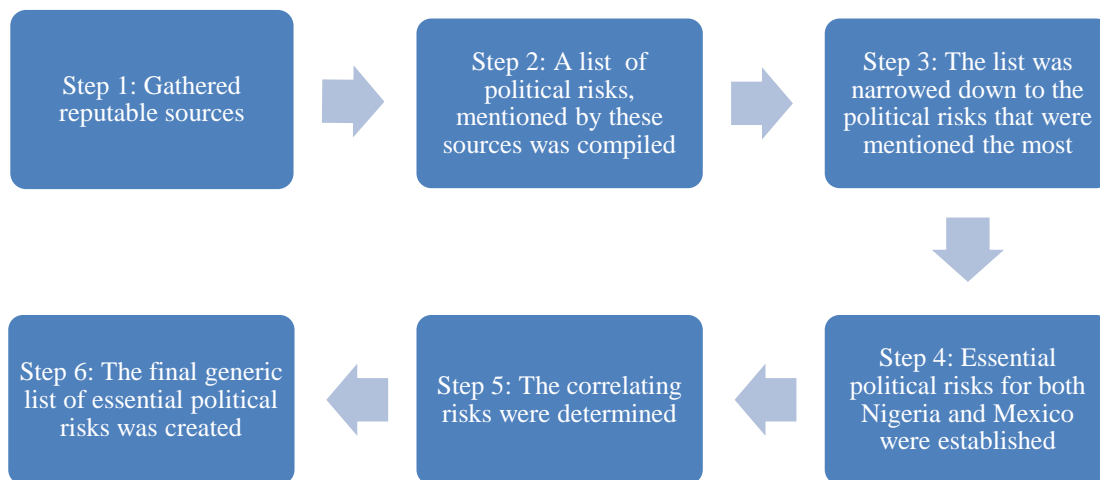 Step 1: Gathered
reputable sources
Step 2: A list of
political risks,
mentioned by these
sources was compiled
Step 3: The list was
narrowed down to the
political risks that were
mentioned the most
Step 4: Essential
political risks for both
Nigeria and Mexico
were established
Step 5: The correlating
risks were determined
Step 6: The final generic
list of essential political
risks was created